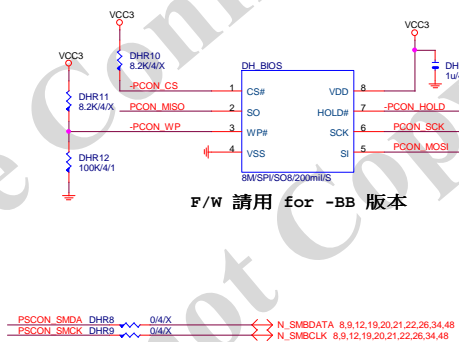 VCC3
VCC3
VCC3
DHR10
8.2K/4/X
DH_BIOS
DH
1u/
DHR11
8.2K/4/X
-PCON_CS
1 CS# VDD 8
PCON_MISO
2 SO HOLD# 7
-PCON_HOLD
-PCON_WP
3 WP# SCK 6
PCON_SCK
4 VSS SI 5
PCON_MOSI
DHR12
100K/4/1
8M/SPI/SO8/200mil/S
F/W 請用 for -BB 版本
PSCON_SMDA DHR8 0/4/X N_SMBDATA 8,9,12,19,20,21,22,26,34,48
PSCON_SMCK DHR9 0/4/X N_SMBCLK 8,9,12,19,20,21,22,26,34,48